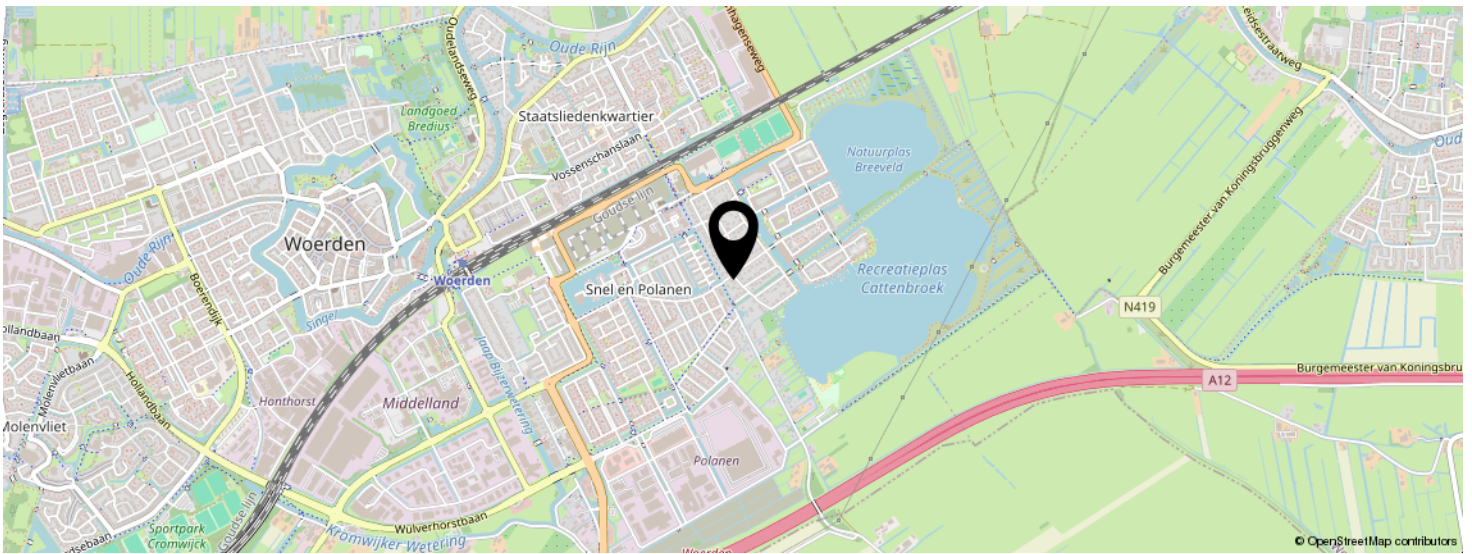 Oude Rijn
Oudelandseweg
Landgoed
Bredius
Staatsliedenkwartier
Vossenschanslaan
Goudse lijn
Natuurplas
Breeveld
Burgemeester van Koningsbruggenweg
Woerden
Oude Rijn
Boerendijk
Singel
Woerden
Snel en Polanen
Recreatieplas
Cattenbroek
N419
Burgemeester van Koningsbru
A12
Molenvlietbaan
Hollandbaan
Honthorst
Middelland
Jaap Bijzerwetering
Molenvliet
Polanen
Goudse lijn
Wulverhorstbaan
Sportpark
Cromwijck
Kromwijker Wetering
Woerden
© OpenStreetMap contributors